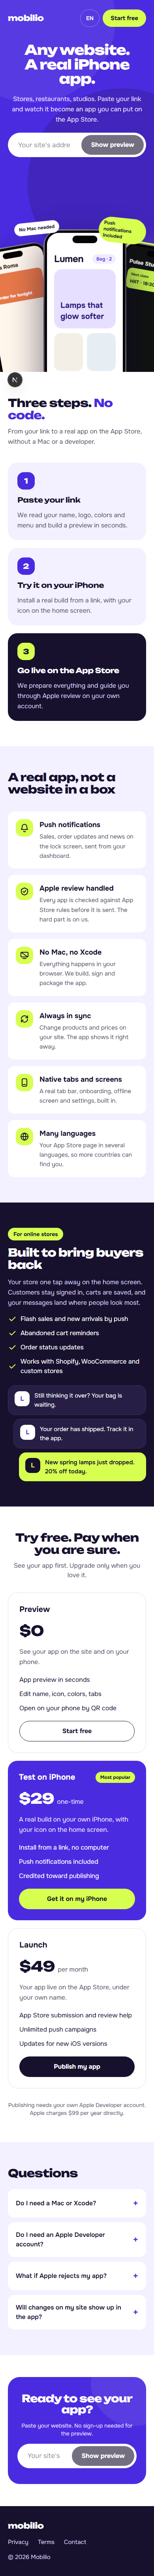 mobilio
EN
Start free
Any website.
A real iPhone
app.
Stores, restaurants, studios. Paste your link
and watch it become an app you can put on
the App Store.
Your site's addre
Show preview
No Mac needed
Push
notifications
included
Roma
Lumen
Bag · 2
Pulse Stu
Lamps that
glow softer
for tonight
HIIT · 18:30
N
Three steps. No
code.
From your link to a real app on the App Store,
without a Mac or a developer.
1
Paste your link
We read your name, logo, colors and
menu and build a preview in seconds.
2
Try it on your iPhone
Install a real build from a link, with your
icon on the home screen.
3
Go live on the App Store
We prepare everything and guide you
through Apple review on your own
account.
A real app, not a
website in a box
Push notifications
Sales, order updates and news on
the lock screen, sent from your
dashboard.
Apple review handled
Every app is checked against App
Store rules before it is sent. The
hard part is on us.
No Mac, no Xcode
Everything happens in your
browser. We build, sign and
package the app.
Always in sync
Change products and prices on
your site. The app shows it right
away.
Native tabs and screens
A real tab bar, onboarding, offline
screen and settings, built in.
Many languages
Your App Store page in several
languages, so more countries can
find you.
For online stores
Built to bring buyers
back
Your store one tap away on the home screen.
Customers stay signed in, carts are saved, and
your messages land where people look most.
Flash sales and new arrivals by push
Abandoned cart reminders
Order status updates
Works with Shopify, WooCommerce and
custom stores
L
Still thinking it over? Your bag is
waiting.
L
Your order has shipped. Track it in
the app.
L
New spring lamps just dropped.
20% off today.
Try free. Pay when
you are sure.
See your app first. Upgrade only when you
love it.
Preview
$0
See your app on the site and on your
phone.
App preview in seconds
Edit name, icon, colors, tabs
Open on your phone by QR code
Start free
Test on iPhone
Most popular
$29 one-time
A real build on your own iPhone, with
your icon on the home screen.
Install from a link, no computer
Push notifications included
Credited toward publishing
Get it on my iPhone
Launch
$49 per month
Your app live on the App Store, under
your own name.
App Store submission and review help
Unlimited push campaigns
Updates for new iOS versions
Publish my app
Publishing needs your own Apple Developer account.
Apple charges $99 per year directly.
Questions
Do I need a Mac or Xcode?
+
Do I need an Apple Developer
account?
+
What if Apple rejects my app?
+
Will changes on my site show up in
the app?
+
Ready to see your
app?
Paste your website. No sign-up needed for
the preview.
Your site's
Show preview
mobilio
Privacy
Terms
Contact
© 2026 Mobilio